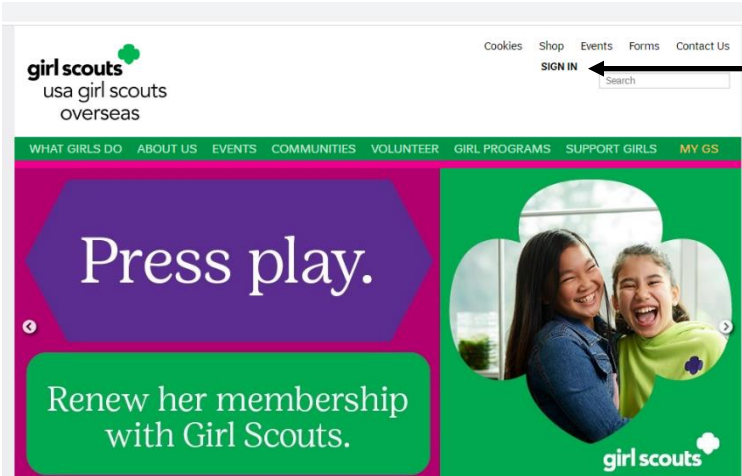 Cookies Shop Events Forms Contact Us
SIGN IN
Search
girl scouts
usa girl scouts
overseas
WHAT GIRLS DO ABOUT US EVENTS COMMUNITIES VOLUNTEER GIRL PROGRAMS SUPPORT GIRLS MY GS
Press play.
Renew her membership
with Girl Scouts.
girl scouts